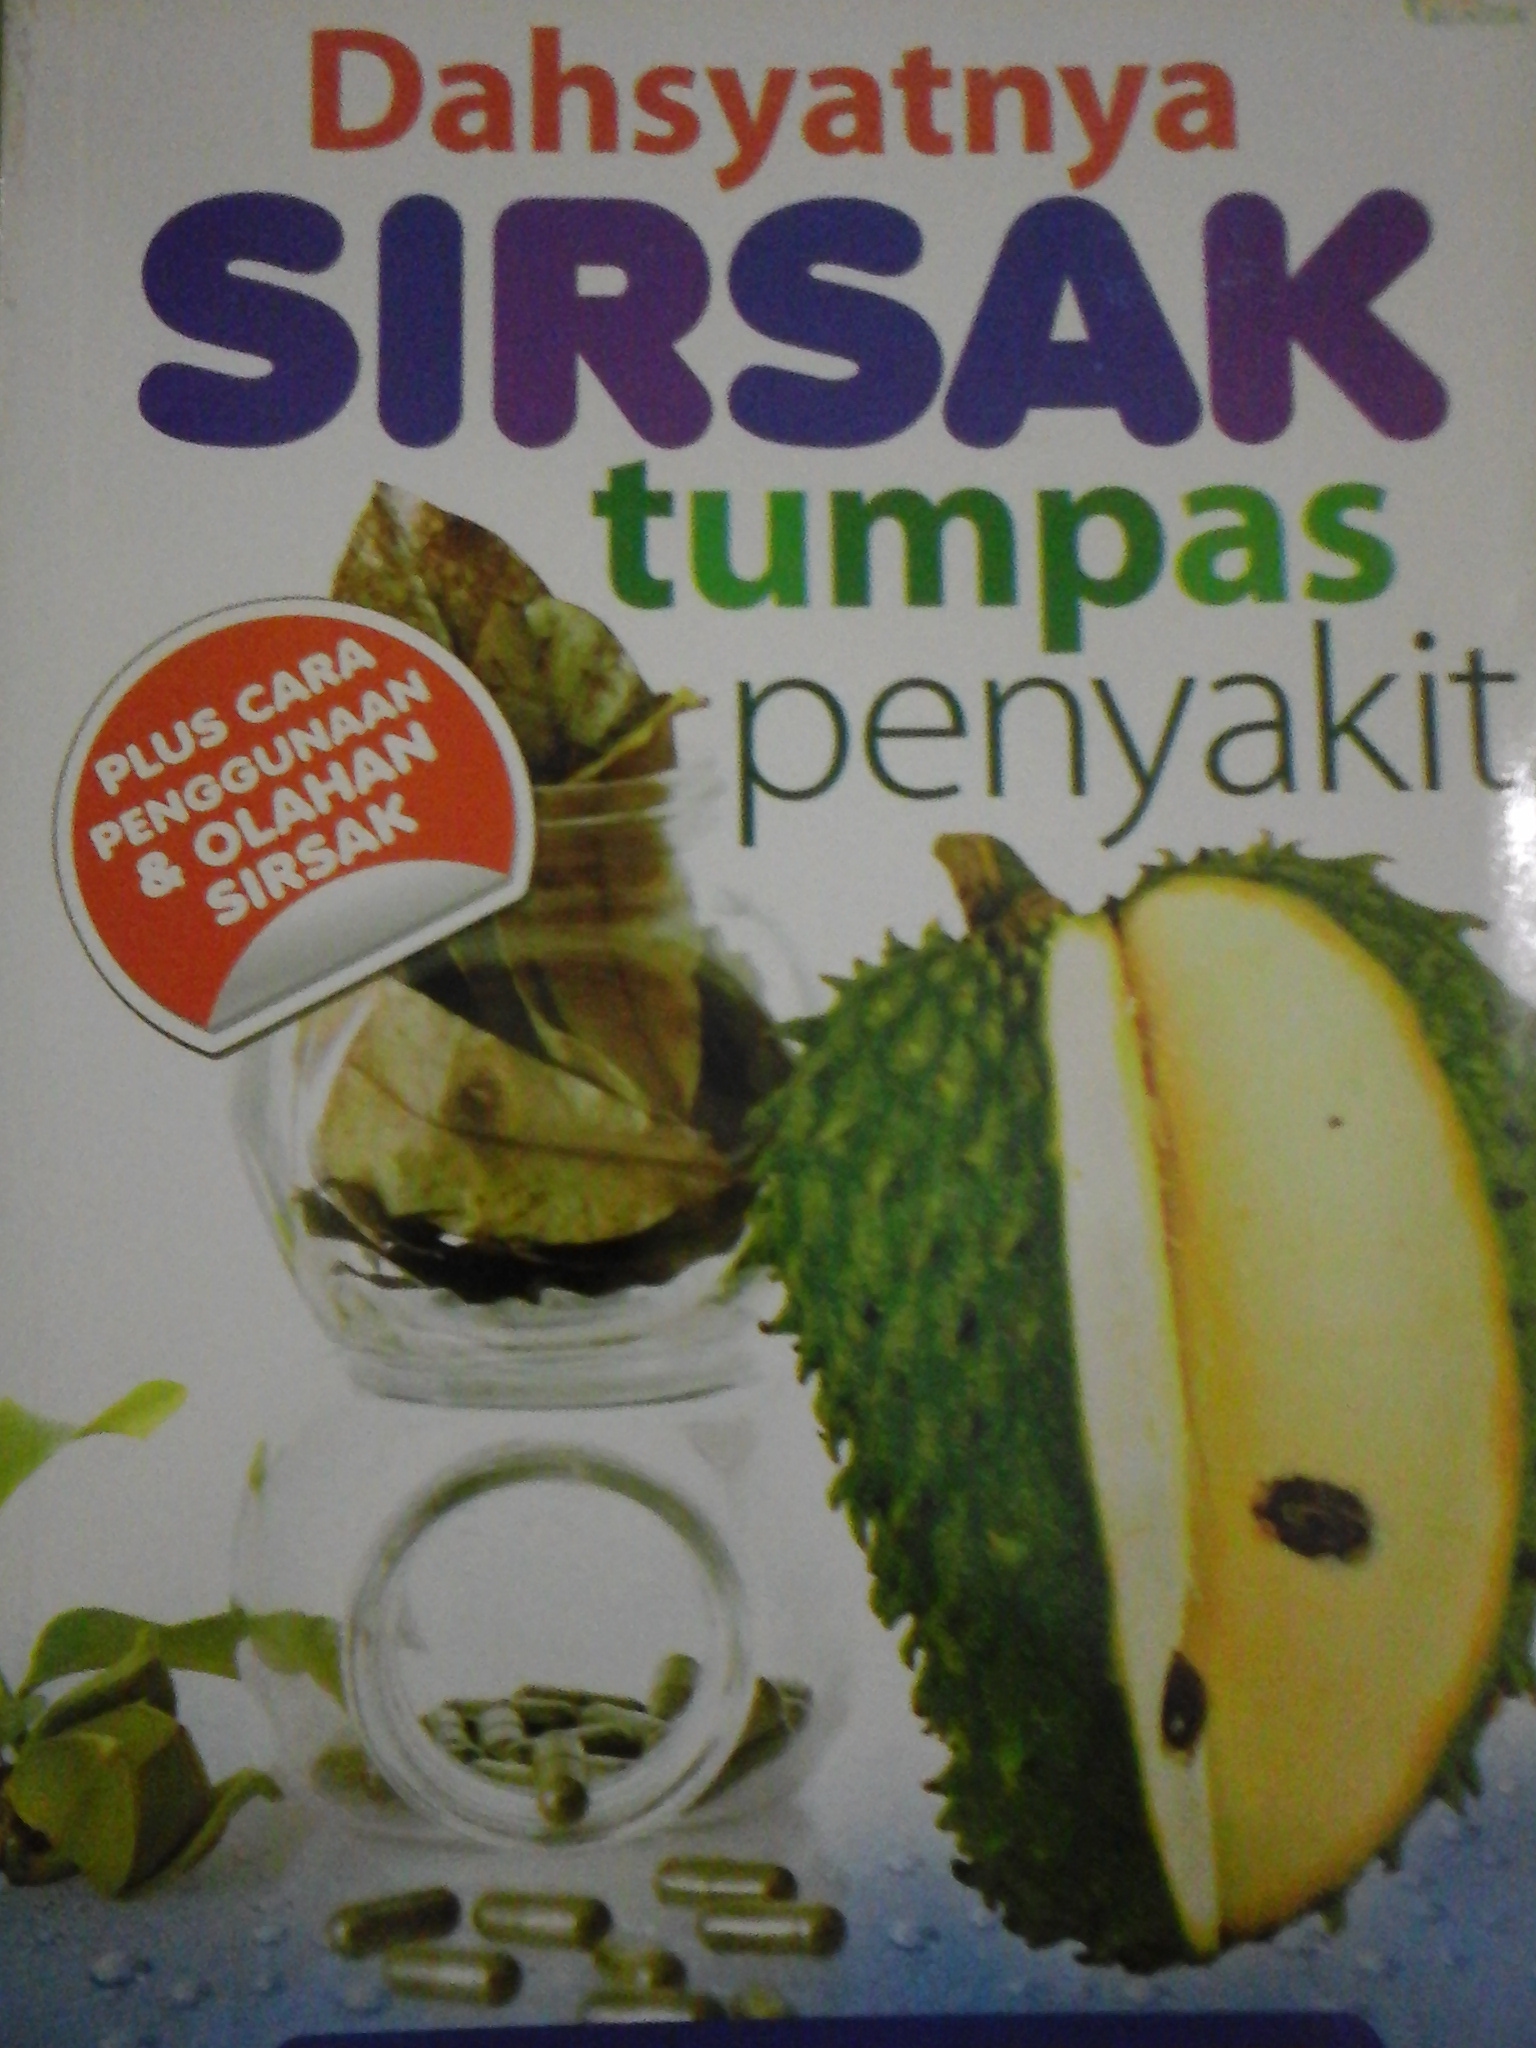 Dahsyatnya
SIRSAK
tumpas
penyakit
PLUS CARA
PENGGUNAAN
& OLAHAN
SIRSAK